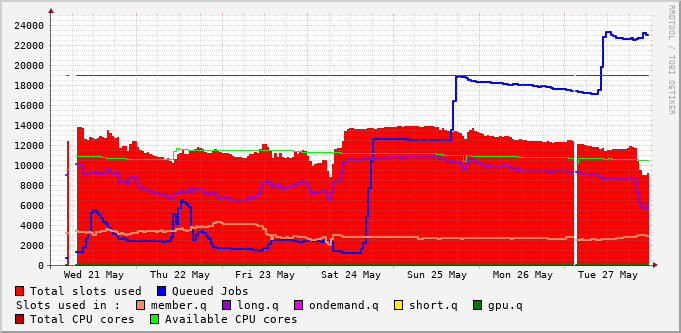 24000
22000
20000
18000
16000
14000
12000
10000
8000
6000
4000
2000
0
Wed 21 May Thu 22 May Fri 23 May Sat 24 May Sun 25 May Mon 26 May Tue 27 May
Total slots used Queued Jobs
Slots used in : member.q long.q ondemand.q short.q gpu.q
Total CPU cores Available CPU cores
RRDTOOL / TOBI OETIKER